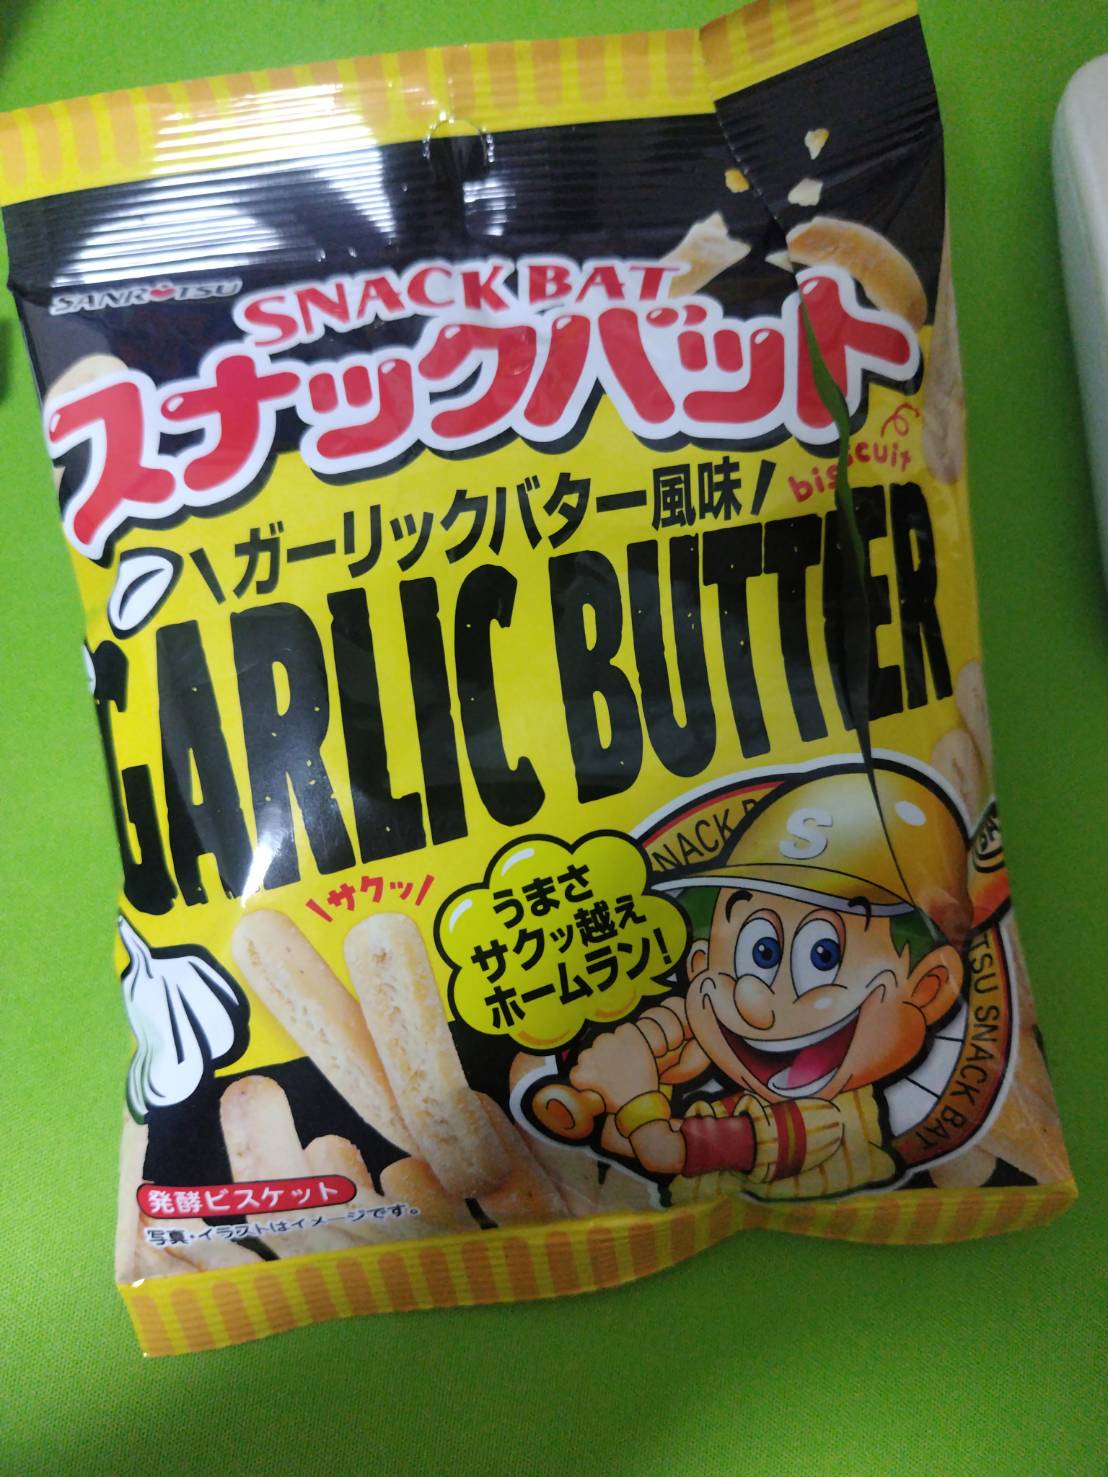 SANRITSU
SNACK BAT
スナックバット
biscuit
\ガーリックバター風味/
GARLIC BUTTER
\サクッ/
うまさ
サクッ越え
ホームラン!
S
SNACK BAT
発酵ビスケット
写真・イラストはイメージです。